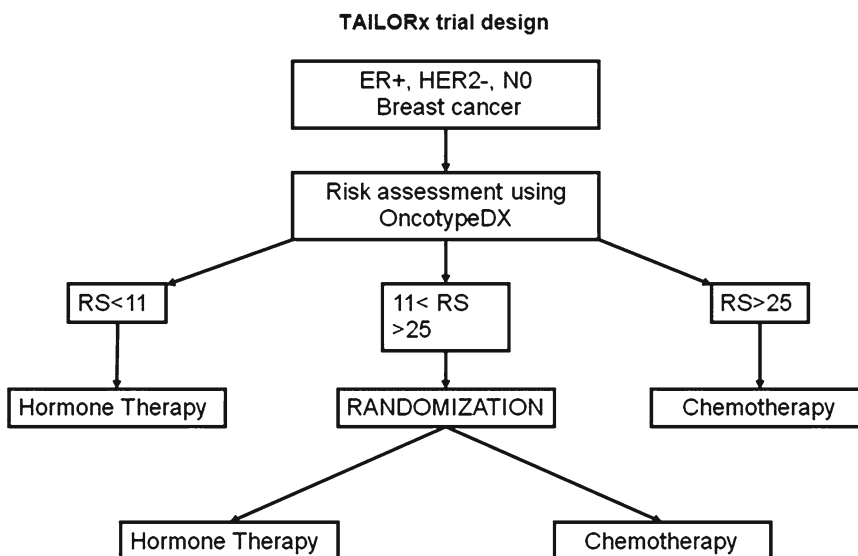 TAILORx trial design
ER+, HER2-, N0
Breast cancer
Risk assessment using
OncotypeDX
RS<11
11< RS
>25
RS>25
Hormone Therapy
RANDOMIZATION
Chemotherapy
Hormone Therapy
Chemotherapy